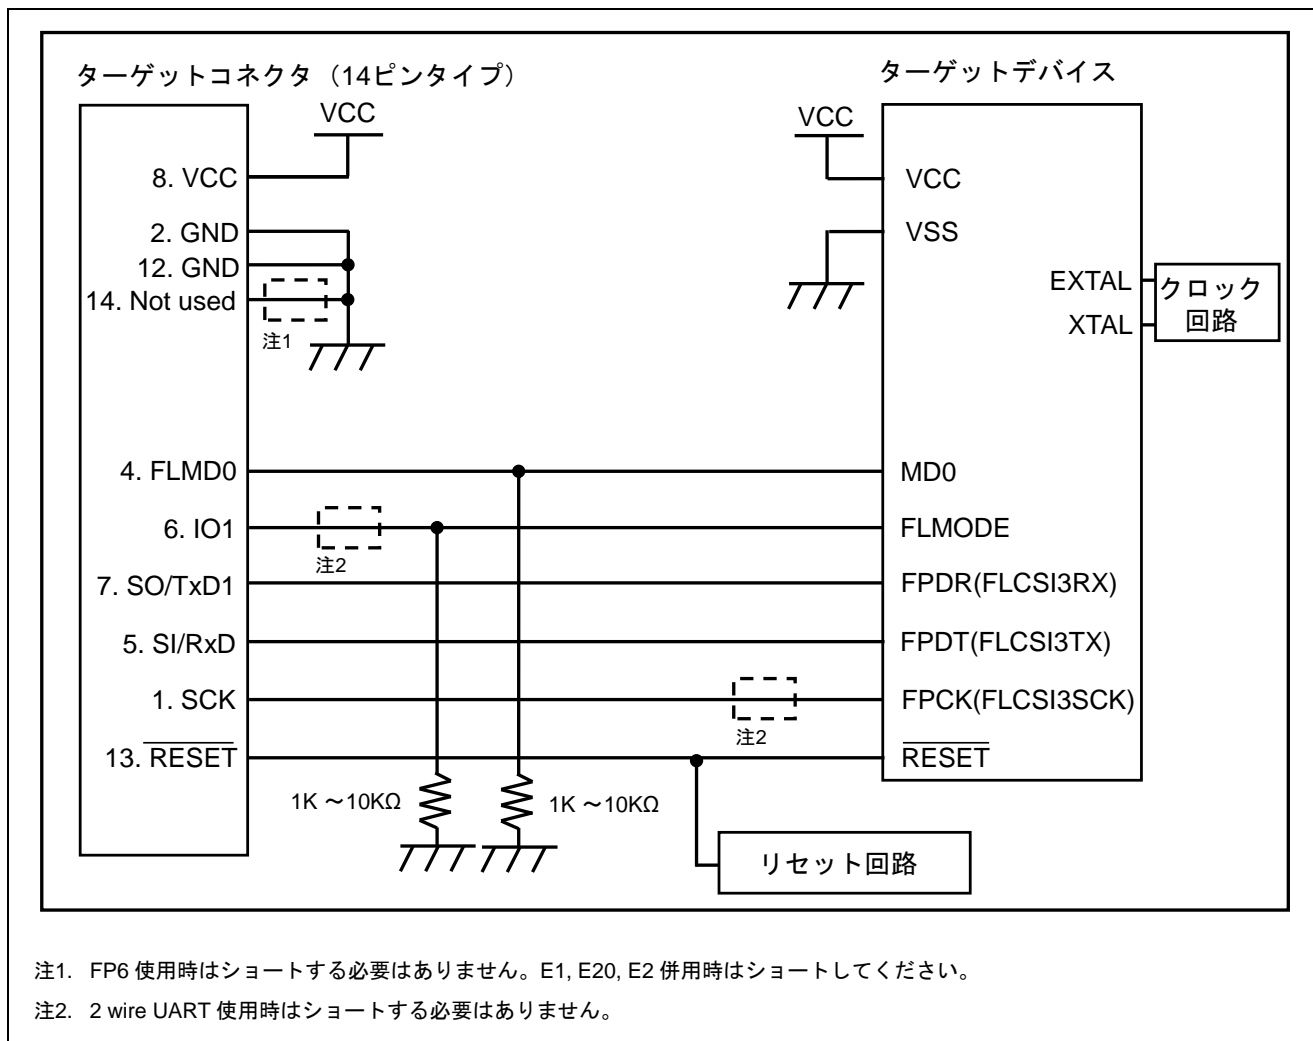 ターゲットコネクタ（14ピンタイプ）
ターゲットデバイス
VCC
VCC
8. VCC
VCC
2. GND
VSS
12. GND
14. Not used
注1
EXTAL
XTAL
クロック
回路
4. FLMD0
MD0
6. IO1
FLMODE
注2
7. SO/TxD1
FPDR(FLCSI3RX)
5. SI/RxD
FPDT(FLCSI3TX)
1. SCK
FPCK(FLCSI3SCK)
注2
13. RESET
RESET
1K ～10KΩ
1K ～10KΩ
リセット回路
注1. FP6 使用時はショートする必要はありません。E1, E20, E2 併用時はショートしてください。
注2. 2 wire UART 使用時はショートする必要はありません。